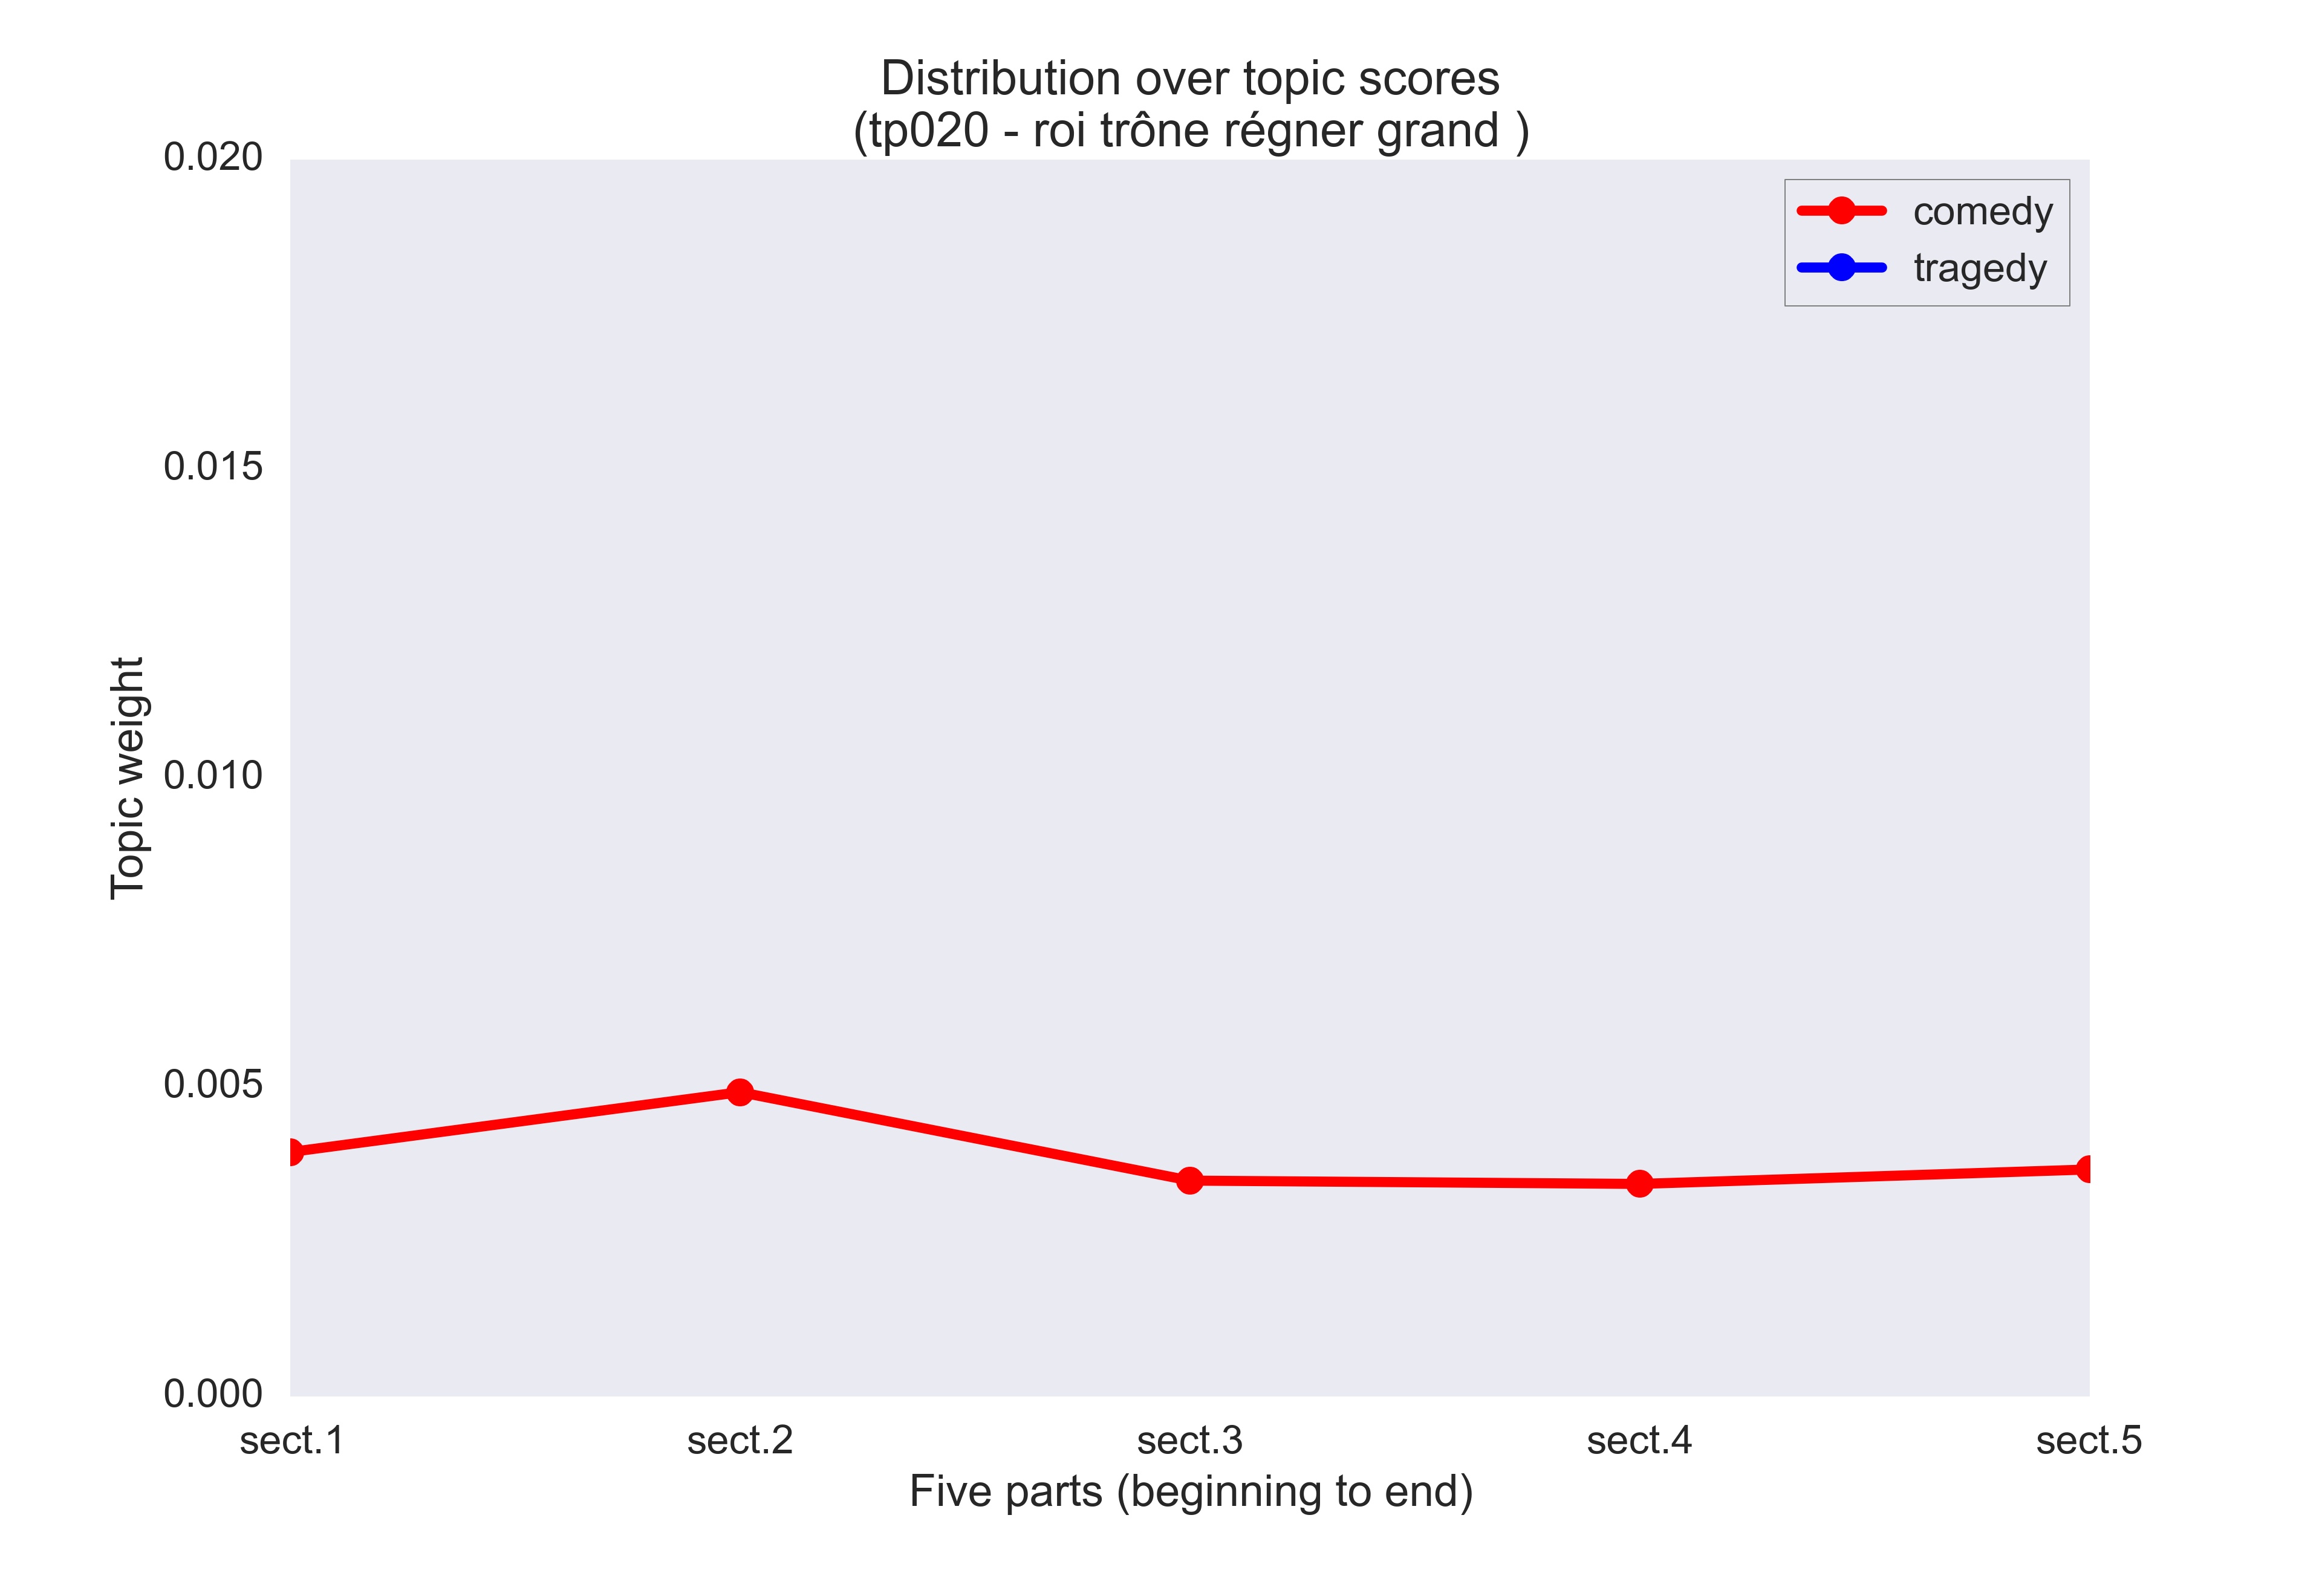 Distribution over topic scores
(tp020 - roi trône régner grand )
comedy
tragedy
Topic weight
0.020
0.015
0.010
0.005
0.000
sect.1 sect.2 sect.3 sect.4 sect.5
Five parts (beginning to end)